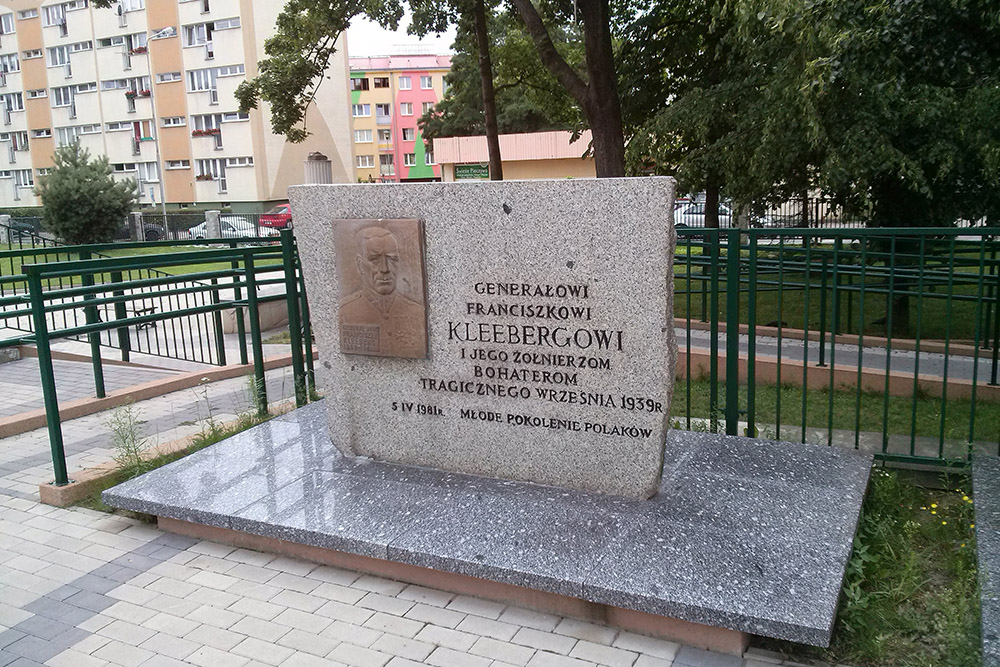 GENERAŁOWI
FRANCISZKOWI
KLEEBERGOWI
I JEGO ŻOŁNIERZOM
BOHATEROM
TRAGICZNEGO WRZEŚNIA 1939R
5 IV 1981R. MŁODE POKOLENIE POLAKÓW